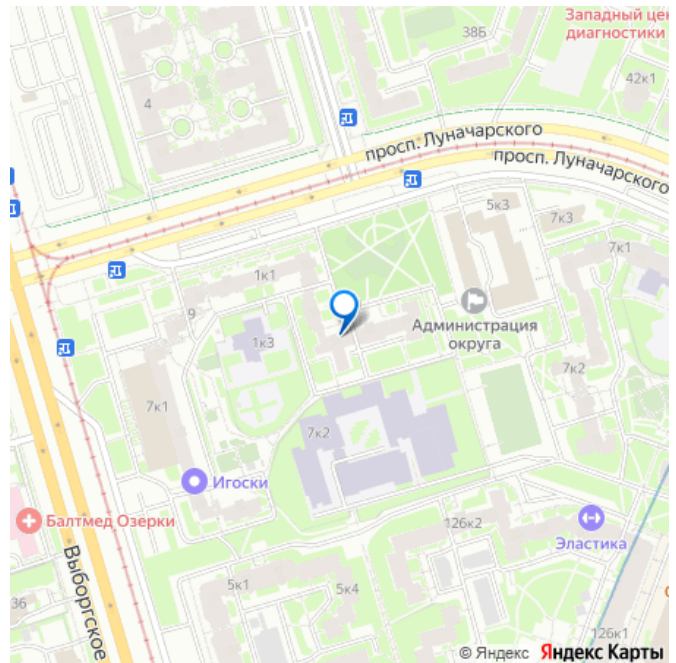 Западный цен
диагностики
38Б
42к1
4
просп. Луначарского
просп. Луначарского
5к3
7к3
7к1
1к1
9
Администрация
округа
1к3
7к2
7к1
7к2
Игоски
Балтмед Озерки
126к2
Эластика
Выборгское
36
5к1
5к4
126к1
© Яндекс Яндекс Карты